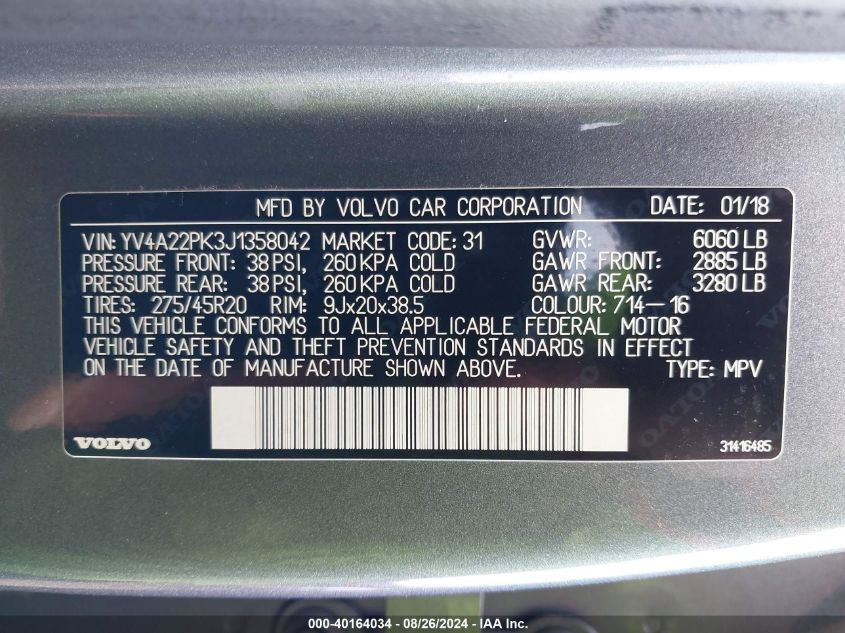 MFD BY VOLVO CAR CORPORATION DATE: 01/18
VIN: YV4A22PK3J1358042 MARKET CODE: 31 GVWR: 6060 LB
PRESSURE FRONT: 38 PSI, 260 KPA COLD GAWR FRONT: 2885 LB
PRESSURE REAR: 38 PSI, 260 KPA COLD GAWR REAR: 3280 LB
TIRES: 275/45R20 RIM: 9Jx20x38.5 COLOUR: 714-16
THIS VEHICLE CONFORMS TO ALL APPLICABLE FEDERAL MOTOR
VEHICLE SAFETY AND THEFT PREVENTION STANDARDS IN EFFECT
ON THE DATE OF MANUFACTURE SHOWN ABOVE. TYPE: MPV
VOLVO 31416485
000-40164034 - 08/26/2024 - IAA Inc.